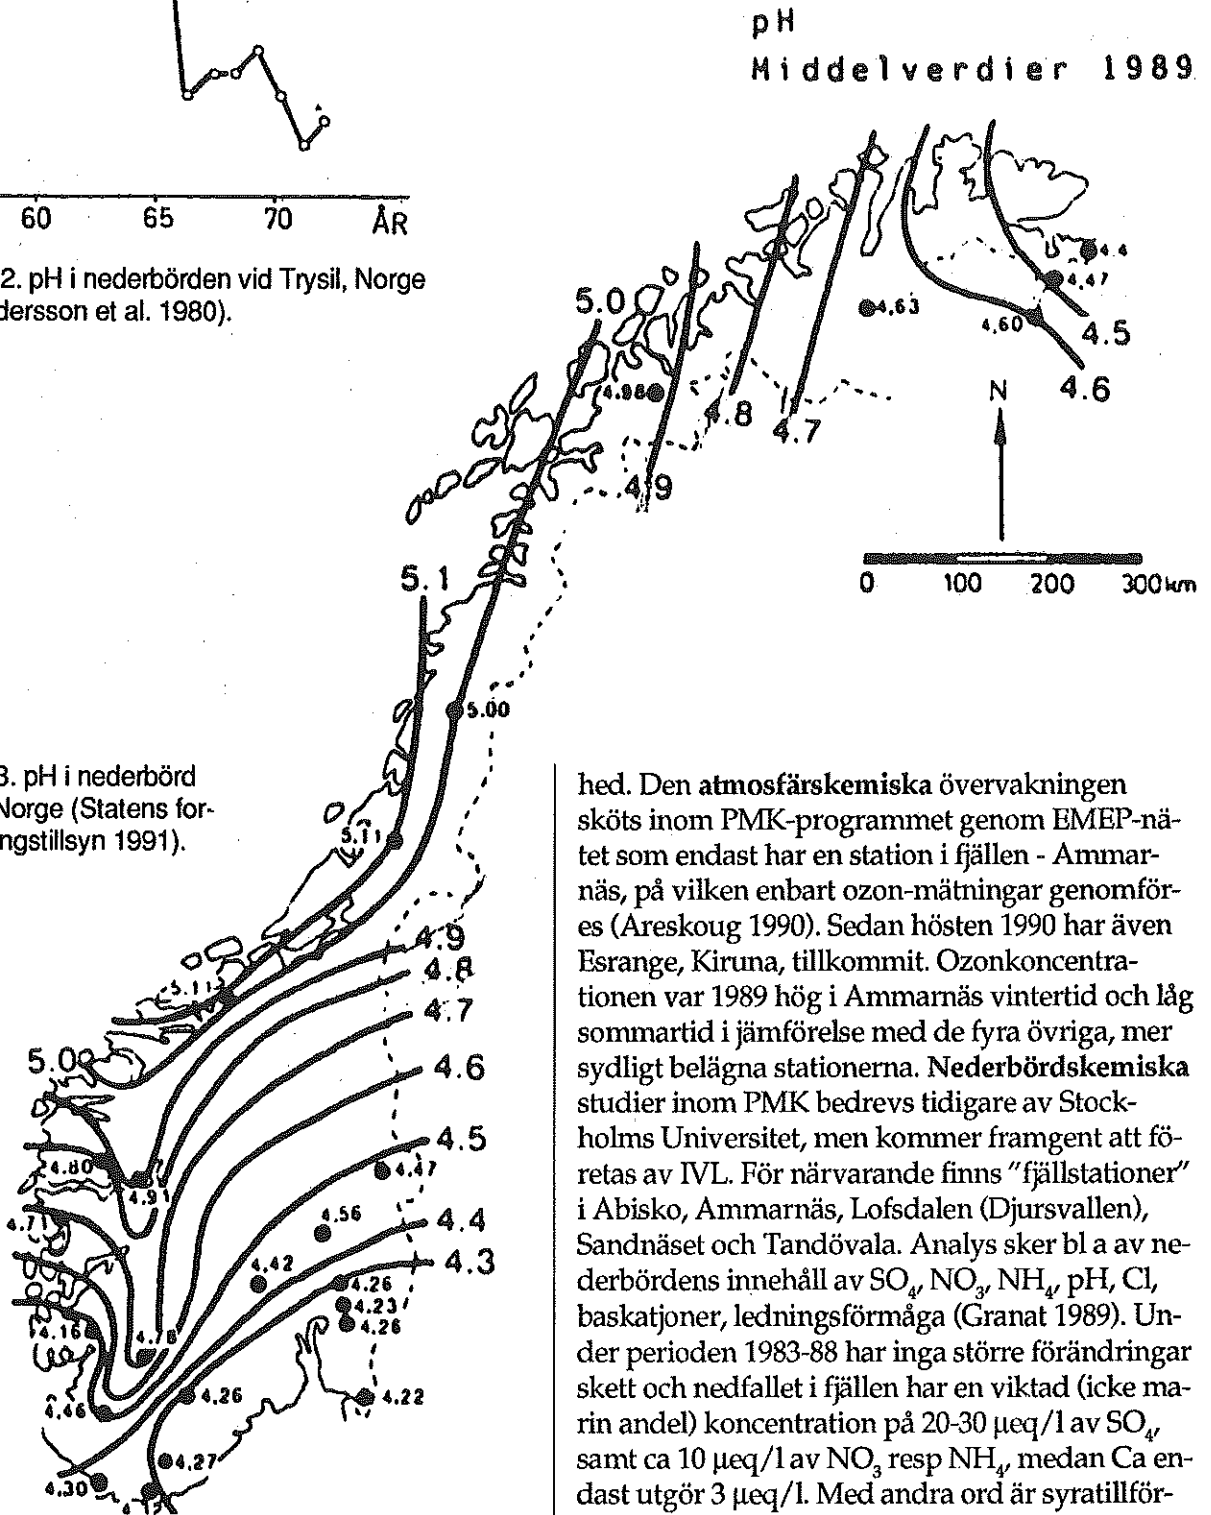 60 65 70 ÅR
2. pH i nederbörden vid Trysil, Norge
dersson et al. 1980).
pH
Middelverdier 1989
4.4
4.47
4.63
4.60
4.5
4.6
5.0
4.98
4.8
4.7
4.9
N
0 100 200 300 km
5.1
5.00
3. pH i nederbörd
Norge (Statens for-
ngstillsyn 1991).
5.11
4.9
4.8
5.11
4.7
5.0
4.6
4.5
4.80
4.47
4.91
4.71
4.56
4.4
4.42
4.3
4.26
4.23
4.26
4.16
4.78
4.26
4.22
4.46
4.27
4.30
hed. Den atmosfärskemiska övervakningen
sköts inom PMK-programmet genom EMEP-nä-
tet som endast har en station i fjällen - Ammar-
näs, på vilken enbart ozon-mätningar genomför-
es (Areskoug 1990). Sedan hösten 1990 har även
Esrange, Kiruna, tillkommit. Ozonkoncentra-
tionen var 1989 hög i Ammarnäs vintertid och låg
sommartid i jämförelse med de fyra övriga, mer
sydligt belägna stationerna. Nederbördskemiska
studier inom PMK bedrevs tidigare av Stock-
holms Universitet, men kommer framgent att fö-
retas av IVL. För närvarande finns "fjällstationer"
i Abisko, Ammarnäs, Lofsdalen (Djursvallen),
Sandnäset och Tandövala. Analys sker bl a av ne-
derbördens innehåll av SO₄, NO₃, NH₄, pH, Cl,
baskatjoner, ledningsförmåga (Granat 1989). Un-
der perioden 1983-88 har inga större förändringar
skett och nedfallet i fjällen har en viktad (icke ma-
rin andel) koncentration på 20-30 µeq/l av SO₄,
samt ca 10 µeq/l av NO₃ resp NH₄, medan Ca en-
dast utgör 3 µeq/l. Med andra ord är syratillför-